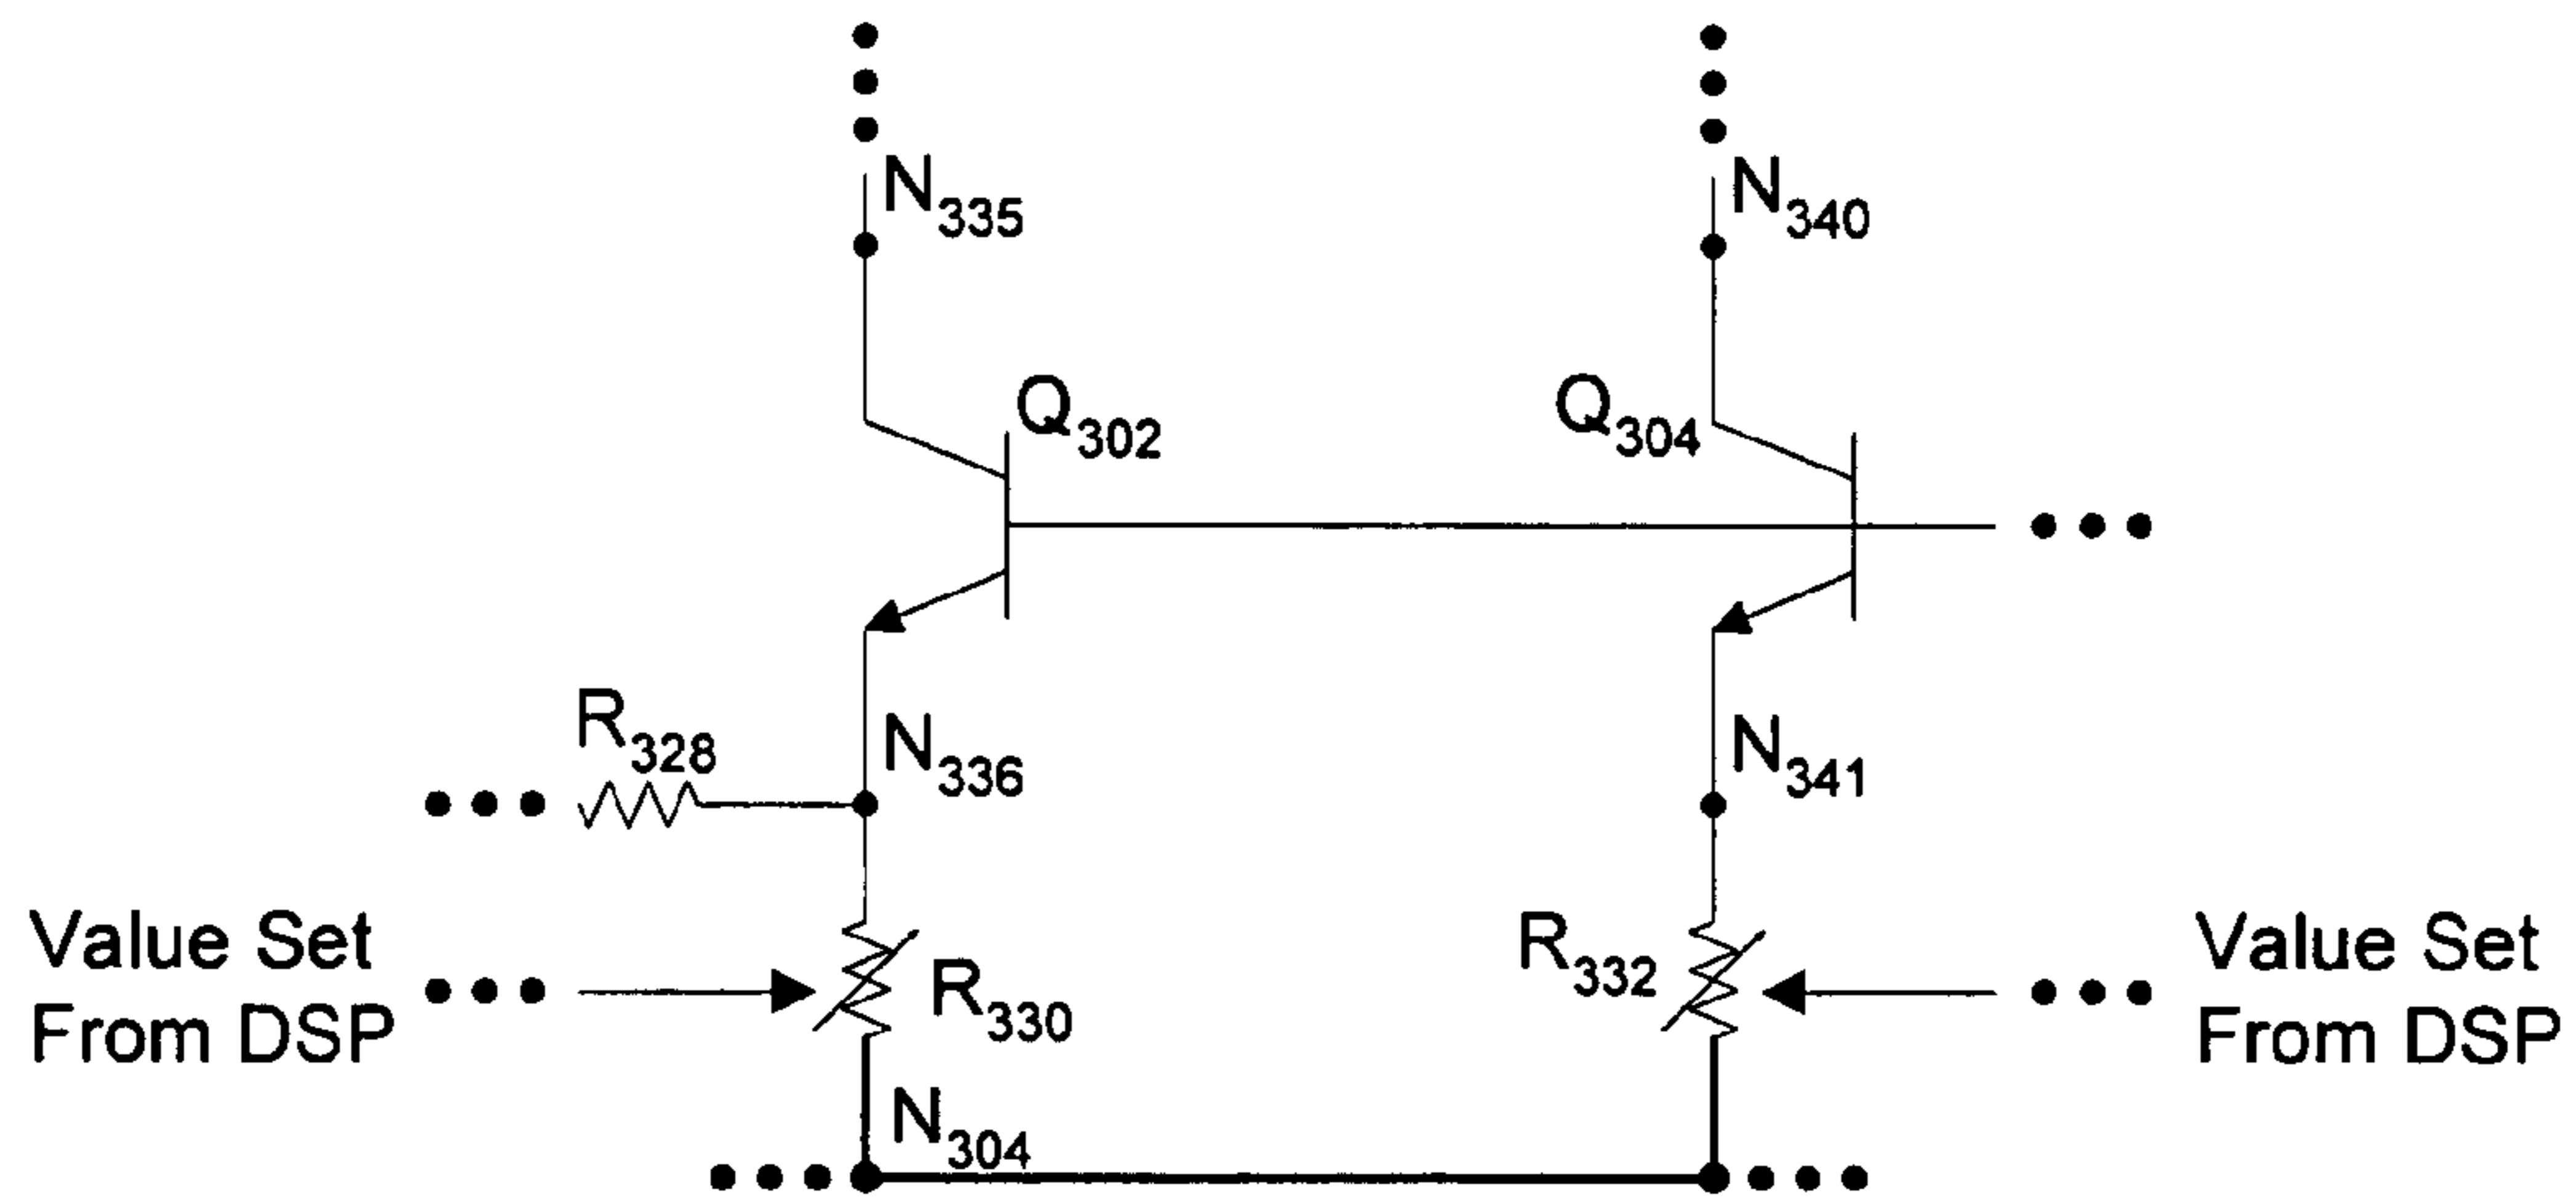 N335
N340
Q302
Q304
R328
N336
N341
Value Set
From DSP
R330
R332
Value Set
From DSP
N304